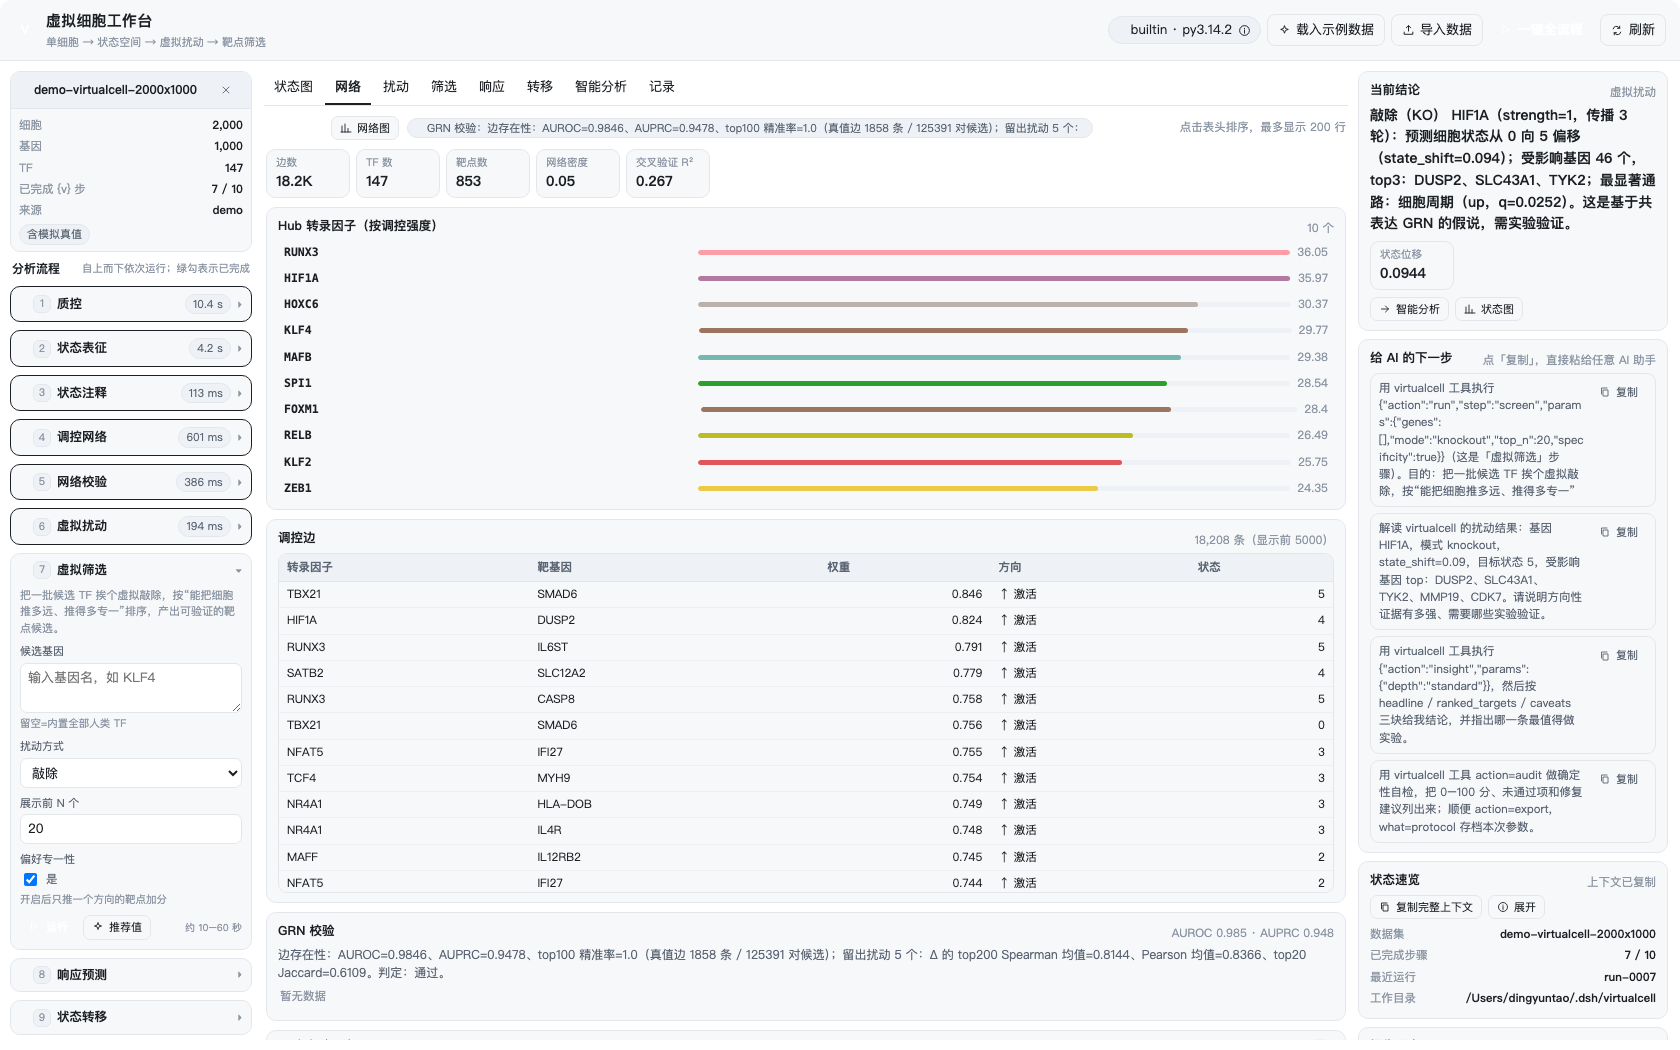 虚拟细胞工作台
单细胞 → 状态空间 → 虚拟扰动 → 靶点筛选
builtin · py3.14.2
载入示例数据
导入数据
一键全流程
刷新
demo-virtualcell-2000x1000 ×
细胞 2,000
基因 1,000
TF 147
已完成 {v} 步 7 / 10
来源 demo
含模拟真值
分析流程 自上而下依次运行；绿勾表示已完成
1 质控 10.4 s
2 状态表征 4.2 s
3 状态注释 113 ms
4 调控网络 601 ms
5 网络校验 386 ms
6 虚拟扰动 194 ms
7 虚拟筛选
把一批候选 TF 挨个虚拟敲除，按“能把细胞
推多远、推得多专一”排序，产出可验证的靶
点候选。
候选基因
输入基因名，如 KLF4
留空=内置全部人类 TF
扰动方式
敲除
展示前 N 个
20
偏好专一性
是
开启后只推一个方向的靶点加分
推荐值 约 10–60 秒
8 响应预测
9 状态转移
状态图 网络 扰动 筛选 响应 转移 智能分析 记录
网络图 GRN 校验：边存在性：AUROC=0.9846、AUPRC=0.9478、top100 精准率=1.0（真值边 1858 条 / 125391 对候选）；留出扰动 5 个： 点击表头排序，最多显示 200 行
边数 TF 数 靶点数 网络密度 交叉验证 R²
18.2K 147 853 0.05 0.267
Hub 转录因子（按调控强度） 10 个
RUNX3 36.05
HIF1A 35.97
HOXC6 30.37
KLF4 29.77
MAFB 29.38
SPI1 28.54
FOXM1 28.4
RELB 26.49
KLF2 25.75
ZEB1 24.35
调控边 18,208 条（显示前 5000）
转录因子 靶基因 权重 方向 状态
TBX21 SMAD6 0.846 ↑ 激活 5
HIF1A DUSP2 0.824 ↑ 激活 4
RUNX3 IL6ST 0.791 ↑ 激活 5
SATB2 SLC12A2 0.779 ↑ 激活 4
RUNX3 CASP8 0.758 ↑ 激活 5
TBX21 SMAD6 0.756 ↑ 激活 0
NFAT5 IFI27 0.755 ↑ 激活 3
TCF4 MYH9 0.754 ↑ 激活 3
NR4A1 HLA-DOB 0.749 ↑ 激活 3
NR4A1 IL4R 0.748 ↑ 激活 3
MAFF IL12RB2 0.745 ↑ 激活 2
NFAT5 IFI27 0.744 ↑ 激活 2
GRN 校验 AUROC 0.985 · AUPRC 0.948
边存在性：AUROC=0.9846、AUPRC=0.9478、top100 精准率=1.0（真值边 1858 条 / 125391 对候选）；留出扰动 5 个：Δ 的 top200 Spearman 均值=0.8144、Pearson 均值=0.8366、top20
Jaccard=0.6109。判定：通过。
暂无数据
当前结论 虚拟扰动
敲除（KO） HIF1A（strength=1，传播 3
轮）：预测细胞状态从 0 向 5 偏移
（state_shift=0.094）；受影响基因 46 个，
top3：DUSP2、SLC43A1、TYK2；最显著通
路：细胞周期（up，q=0.0252）。这是基于共
表达 GRN 的假说，需实验验证。
状态位移
0.0944
→ 智能分析 状态图
给 AI 的下一步 点「复制」，直接粘给任意 AI 助手
用 virtualcell 工具执行 复制
{"action":"run","step":"screen","param
s":{"genes":
[],"mode":"knockout","top_n":20,"spec
ificity":true}}（这是「虚拟筛选」步
骤）。目的：把一批候选 TF 挨个虚拟敲
除，按“能把细胞推多远、推得多专一”
解读 virtualcell 的扰动结果：基因 复制
HIF1A，模式 knockout，
state_shift=0.09，目标状态 5，受影响
基因 top：DUSP2、SLC43A1、
TYK2、MMP19、CDK7。请说明方向性
证据有多强、需要哪些实验验证。
用 virtualcell 工具执行 复制
{"action":"insight","params":
{"depth":"standard"}}，然后按
headline / ranked_targets / caveats
三块给我结论，并指出哪一条最值得做
实验。
用 virtualcell 工具 action=audit 做确定 复制
性自检，把 0–100 分、未通过项和修复
建议列出来；顺便 action=export,
what=protocol 存档本次参数。
状态速览 上下文已复制
复制完整上下文 展开
数据集 demo-virtualcell-2000x1000
已完成步骤 7 / 10
最近运行 run-0007
工作目录 /Users/dingyuntao/.dsh/virtualcell